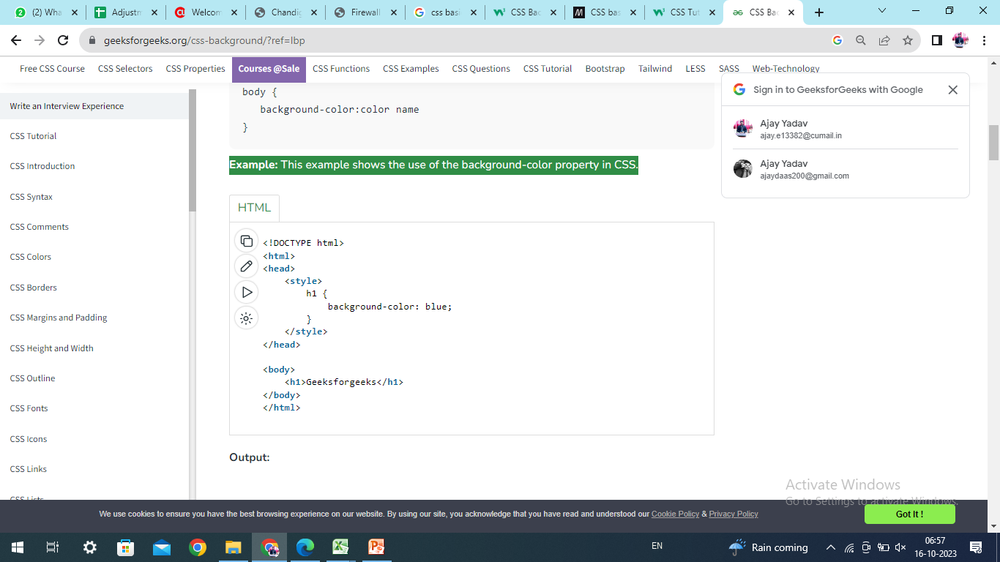 (2) Wha
Adjustm
Welcom
Chandig
Firewall
css basi
CSS Bac
CSS bas
CSS Tut
CSS Bac
geeksforgeeks.org/css-background/?ref=lbp
Free CSS Course CSS Selectors CSS Properties Courses @Sale CSS Functions CSS Examples CSS Questions CSS Tutorial Bootstrap Tailwind LESS SASS Web-Technology
Write an Interview Experience
CSS Tutorial
CSS Introduction
CSS Syntax
CSS Comments
CSS Colors
CSS Borders
CSS Margins and Padding
CSS Height and Width
CSS Outline
CSS Fonts
CSS Icons
CSS Links
CSS Lists
body {
background-color:color name
}
Example: This example shows the use of the background-color property in CSS.
HTML
<!DOCTYPE html>
<html>
<head>
<style>
h1 {
background-color: blue;
}
</style>
</head>
<body>
<h1>Geeksforgeeks</h1>
</body>
</html>
Output:
Sign in to GeeksforGeeks with Google
Ajay Yadav
ajay.e13382@cumail.in
Ajay Yadav
ajaydaas200@gmail.com
Activate Windows
Go to Settings to activate Windows.
We use cookies to ensure you have the best browsing experience on our website. By using our site, you acknowledge that you have read and understood our Cookie Policy & Privacy Policy
Got It !
EN
Rain coming
06:57
16-10-2023